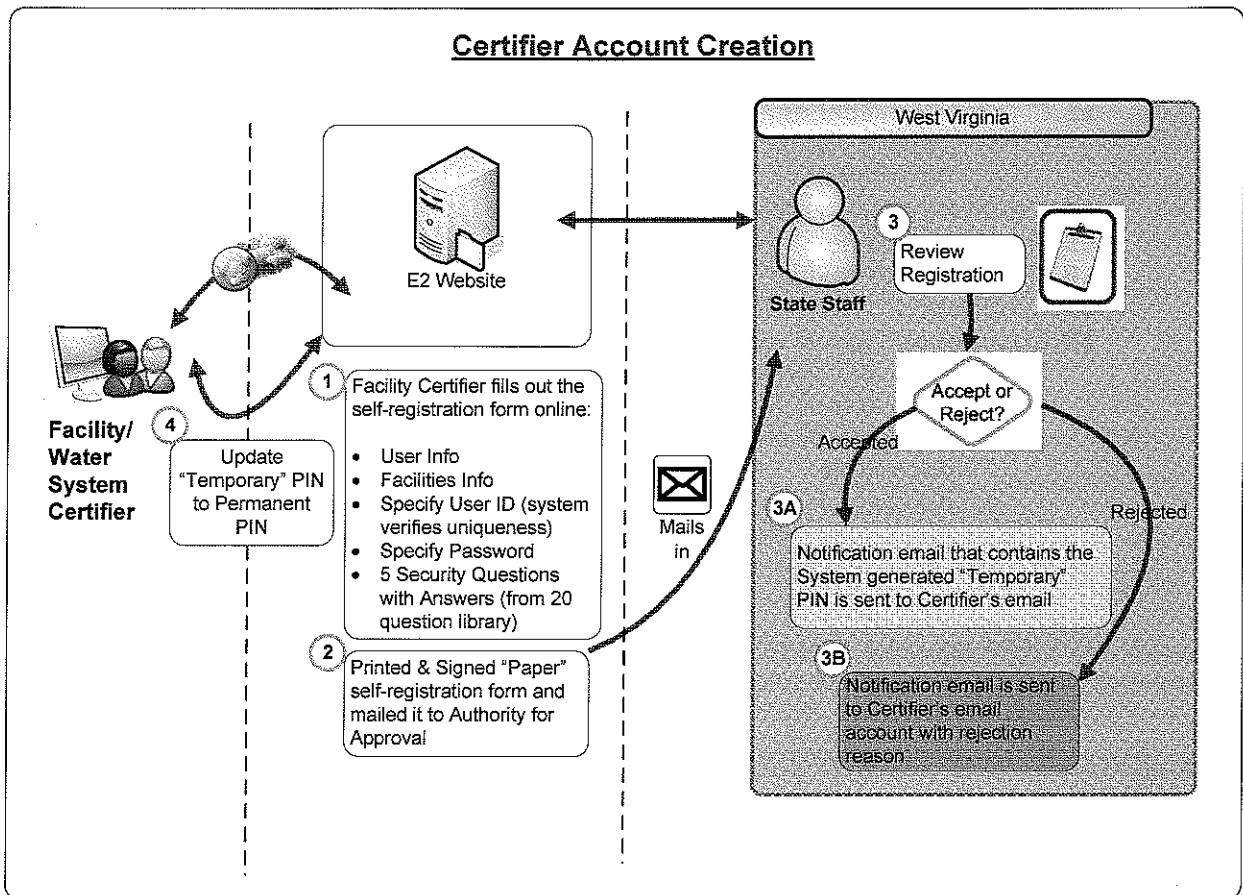 Certifier Account Creation
West Virginia
E2 Website
State Staff
3
Review
Registration
Accept or
Reject?
Accepted
Rejected
Facility/
Water
System
Certifier
4
Update
“Temporary” PIN
to Permanent
PIN
1
Facility Certifier fills out the
self-registration form online:
• User Info
• Facilities Info
• Specify User ID (system
verifies uniqueness)
• Specify Password
• 5 Security Questions
with Answers (from 20
question library)
2
Printed & Signed “Paper”
self-registration form and
mailed it to Authority for
Approval
Mails
in
3A
Notification email that contains the
System generated “Temporary”
PIN is sent to Certifier's email
3B
Notification email is sent
to Certifier's email
account with rejection
reason